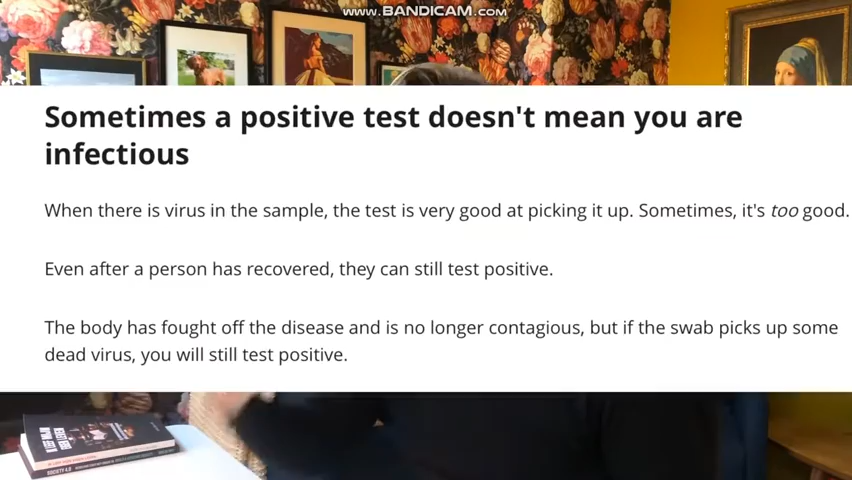 www.BANDICAM.com
Sometimes a positive test doesn't mean you are
infectious
When there is virus in the sample, the test is very good at picking it up. Sometimes, it's too good.
Even after a person has recovered, they can still test positive.
The body has fought off the disease and is no longer contagious, but if the swab picks up some
dead virus, you will still test positive.
SOCIETY 4.0